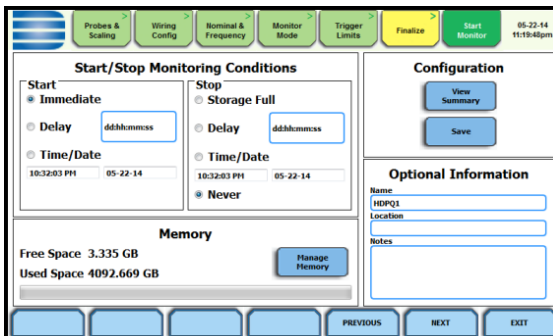 Probes & Scaling
Wiring Config
Nominal & Frequency
Monitor Mode
Trigger Limits
Finalize
Start Monitor
05-22-14
11:19:48pm
Start/Stop Monitoring Conditions
Start
Immediate
Delay
dd:hh:mm:ss
Time/Date
10:32:03 PM
05-22-14
Stop
Storage Full
Delay
dd:hh:mm:ss
Time/Date
10:32:03 PM
05-22-14
Never
Configuration
View Summary
Save
Optional Information
Name
HDPQ1
Location
Notes
Memory
Free Space 3.335 GB
Used Space 4092.669 GB
Manage Memory
PREVIOUS
NEXT
EXIT